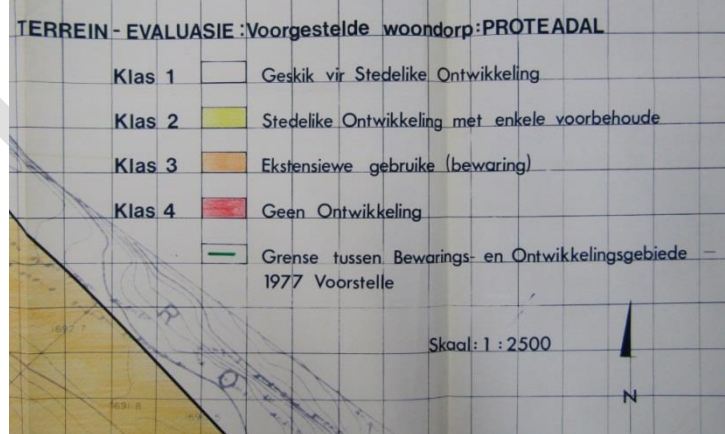 TERREIN - EVALUASIE : Voorgestelde woondorp : PROTEADAL
Klas 1 Geskik vir Stedelike Ontwikkeling
Klas 2 Stedelike Ontwikkeling met enkele voorbehoude
Klas 3 Ekstensiewe gebruike (bewaring)
Klas 4 Geen Ontwikkeling
Grense tussen Bewarings- en Ontwikkelingsgebiede
1977 Voorstelle
R
Skaal: 1 : 2500
O
N